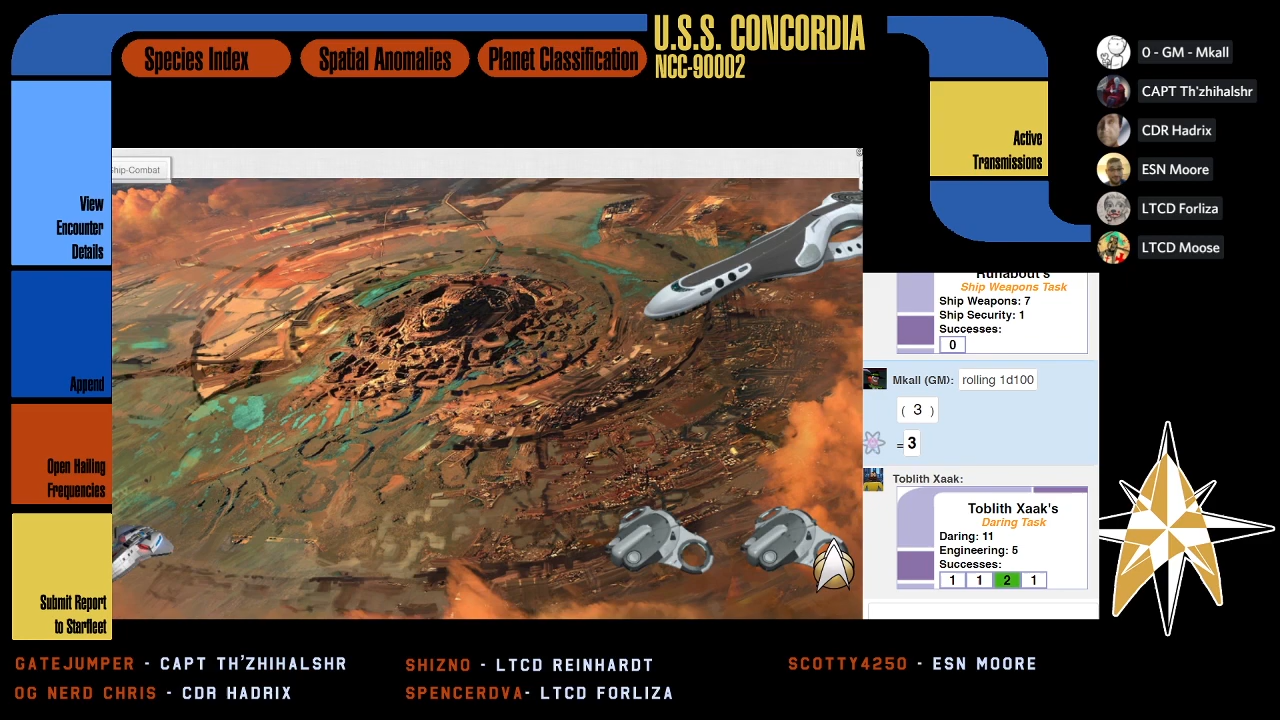 Species Index
Spatial Anomalies
Planet Classification
U.S.S. CONCORDIA
NCC-90002
View
Encounter
Details
Append
Open Hailing
Frequencies
Submit Report
to Starfleet
Ship-Combat
Active
Transmissions
0 - GM - Mkall
CAPT Th'zhihalshr
CDR Hadrix
ESN Moore
LTCD Forliza
LTCD Moose
Runabout's
Ship Weapons Task
Ship Weapons: 7
Ship Security: 1
Successes:
0
Mkall (GM): rolling 1d100
( 3 )
=3
Toblith Xaak:
Toblith Xaak's
Daring Task
Daring: 11
Engineering: 5
Successes:
1 1 2 1
GATEJUMPER - CAPT TH'ZHIHALSHR
OG NERD CHRIS - CDR HADRIX
SHIZNO - LTCD REINHARDT
SPENCERDVA- LTCD FORLIZA
SCOTTY4250 - ESN MOORE